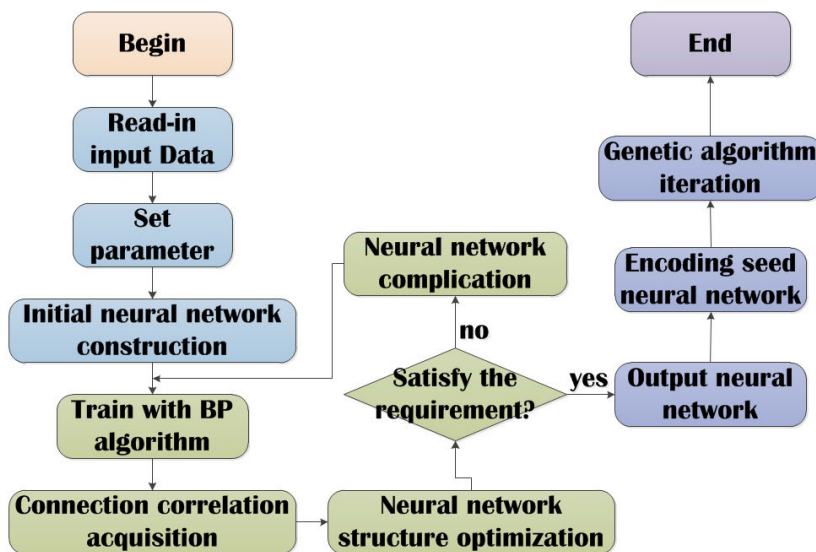 Begin
Read-in
input Data
Set
parameter
Initial neural network
construction
Train with BP
algorithm
Connection correlation
acquisition
Neural network
structure optimization
Satisfy the
requirement?
no
Neural network
complication
yes
Output neural
network
Encoding seed
neural network
Genetic algorithm
iteration
End